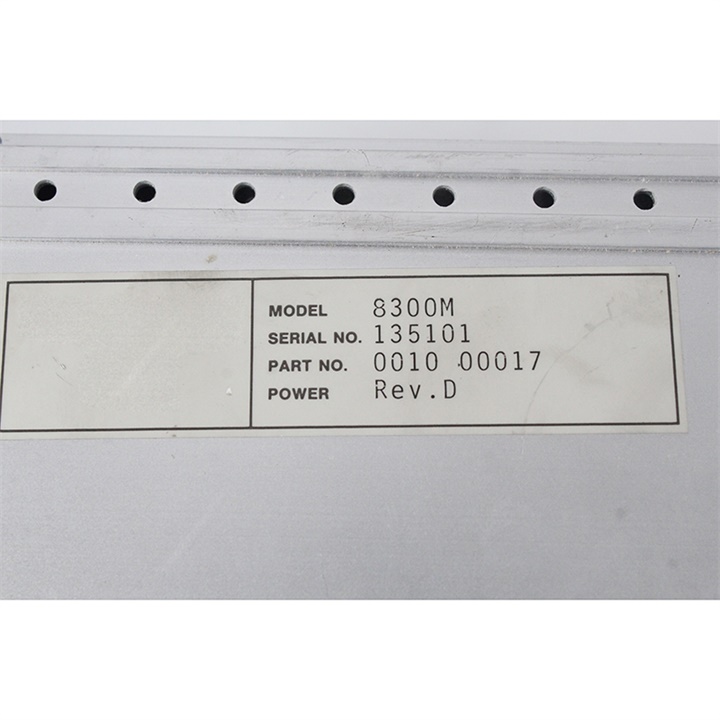 MODEL 8300M
SERIAL NO. 135101
PART NO. 0010 00017
POWER Rev.D